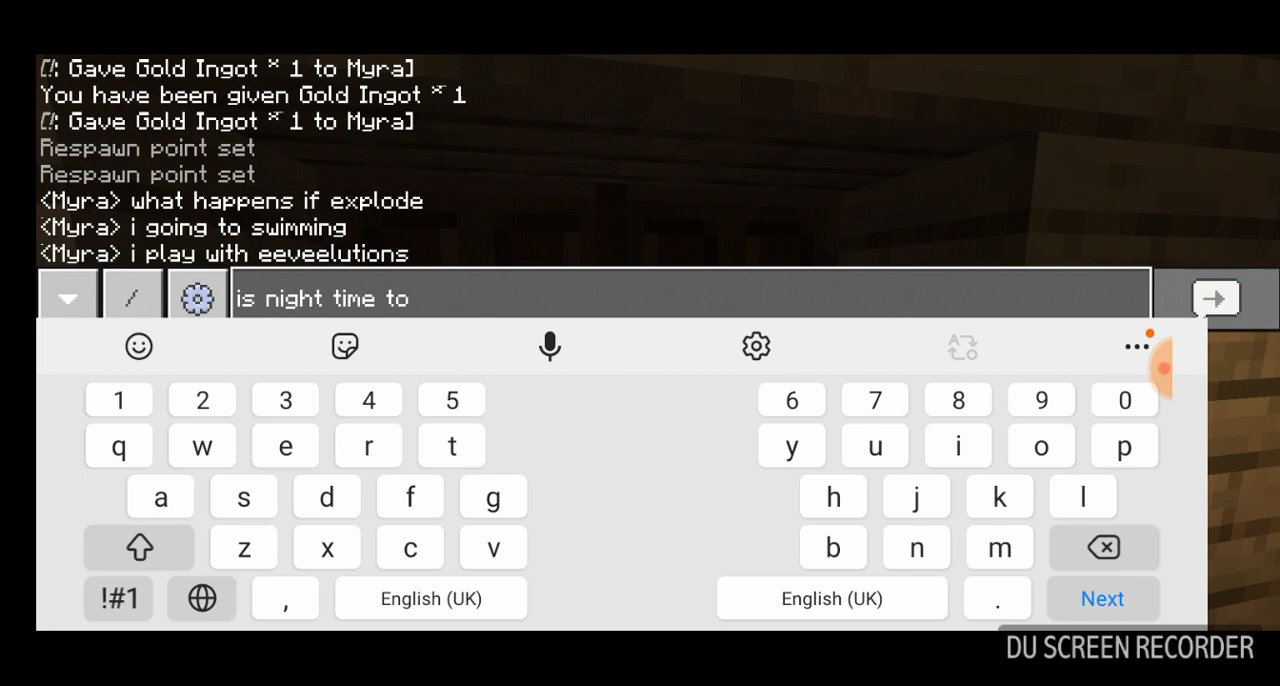 [!: Gave Gold Ingot * 1 to Myra]
You have been given Gold Ingot * 1
[!: Gave Gold Ingot * 1 to Myra]
Respawn point set
Respawn point set
<Myra> what happens if explode
<Myra> i going to swimming
<Myra> i play with eeveelutions
/ is night time to
1 2 3 4 5 6 7 8 9 0
q w e r t y u i o p
a s d f g h j k l
z x c v b n m
!#1 , English (UK) English (UK) . Next
DU SCREEN RECORDER